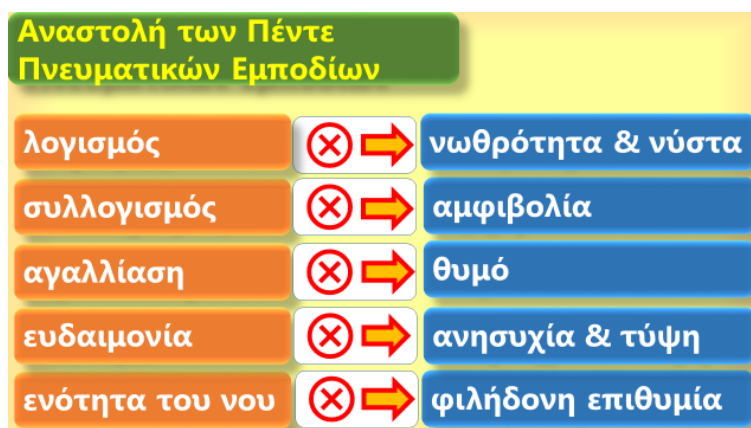 Αναστολή των Πέντε
Πνευματικών Εμποδίων
λογισμός νωθρότητα & νύστα
συλλογισμός αμφιβολία
αγαλλίαση θυμό
ευδαιμονία ανησυχία & τύψη
ενότητα του νου φιλήδονη επιθυμία